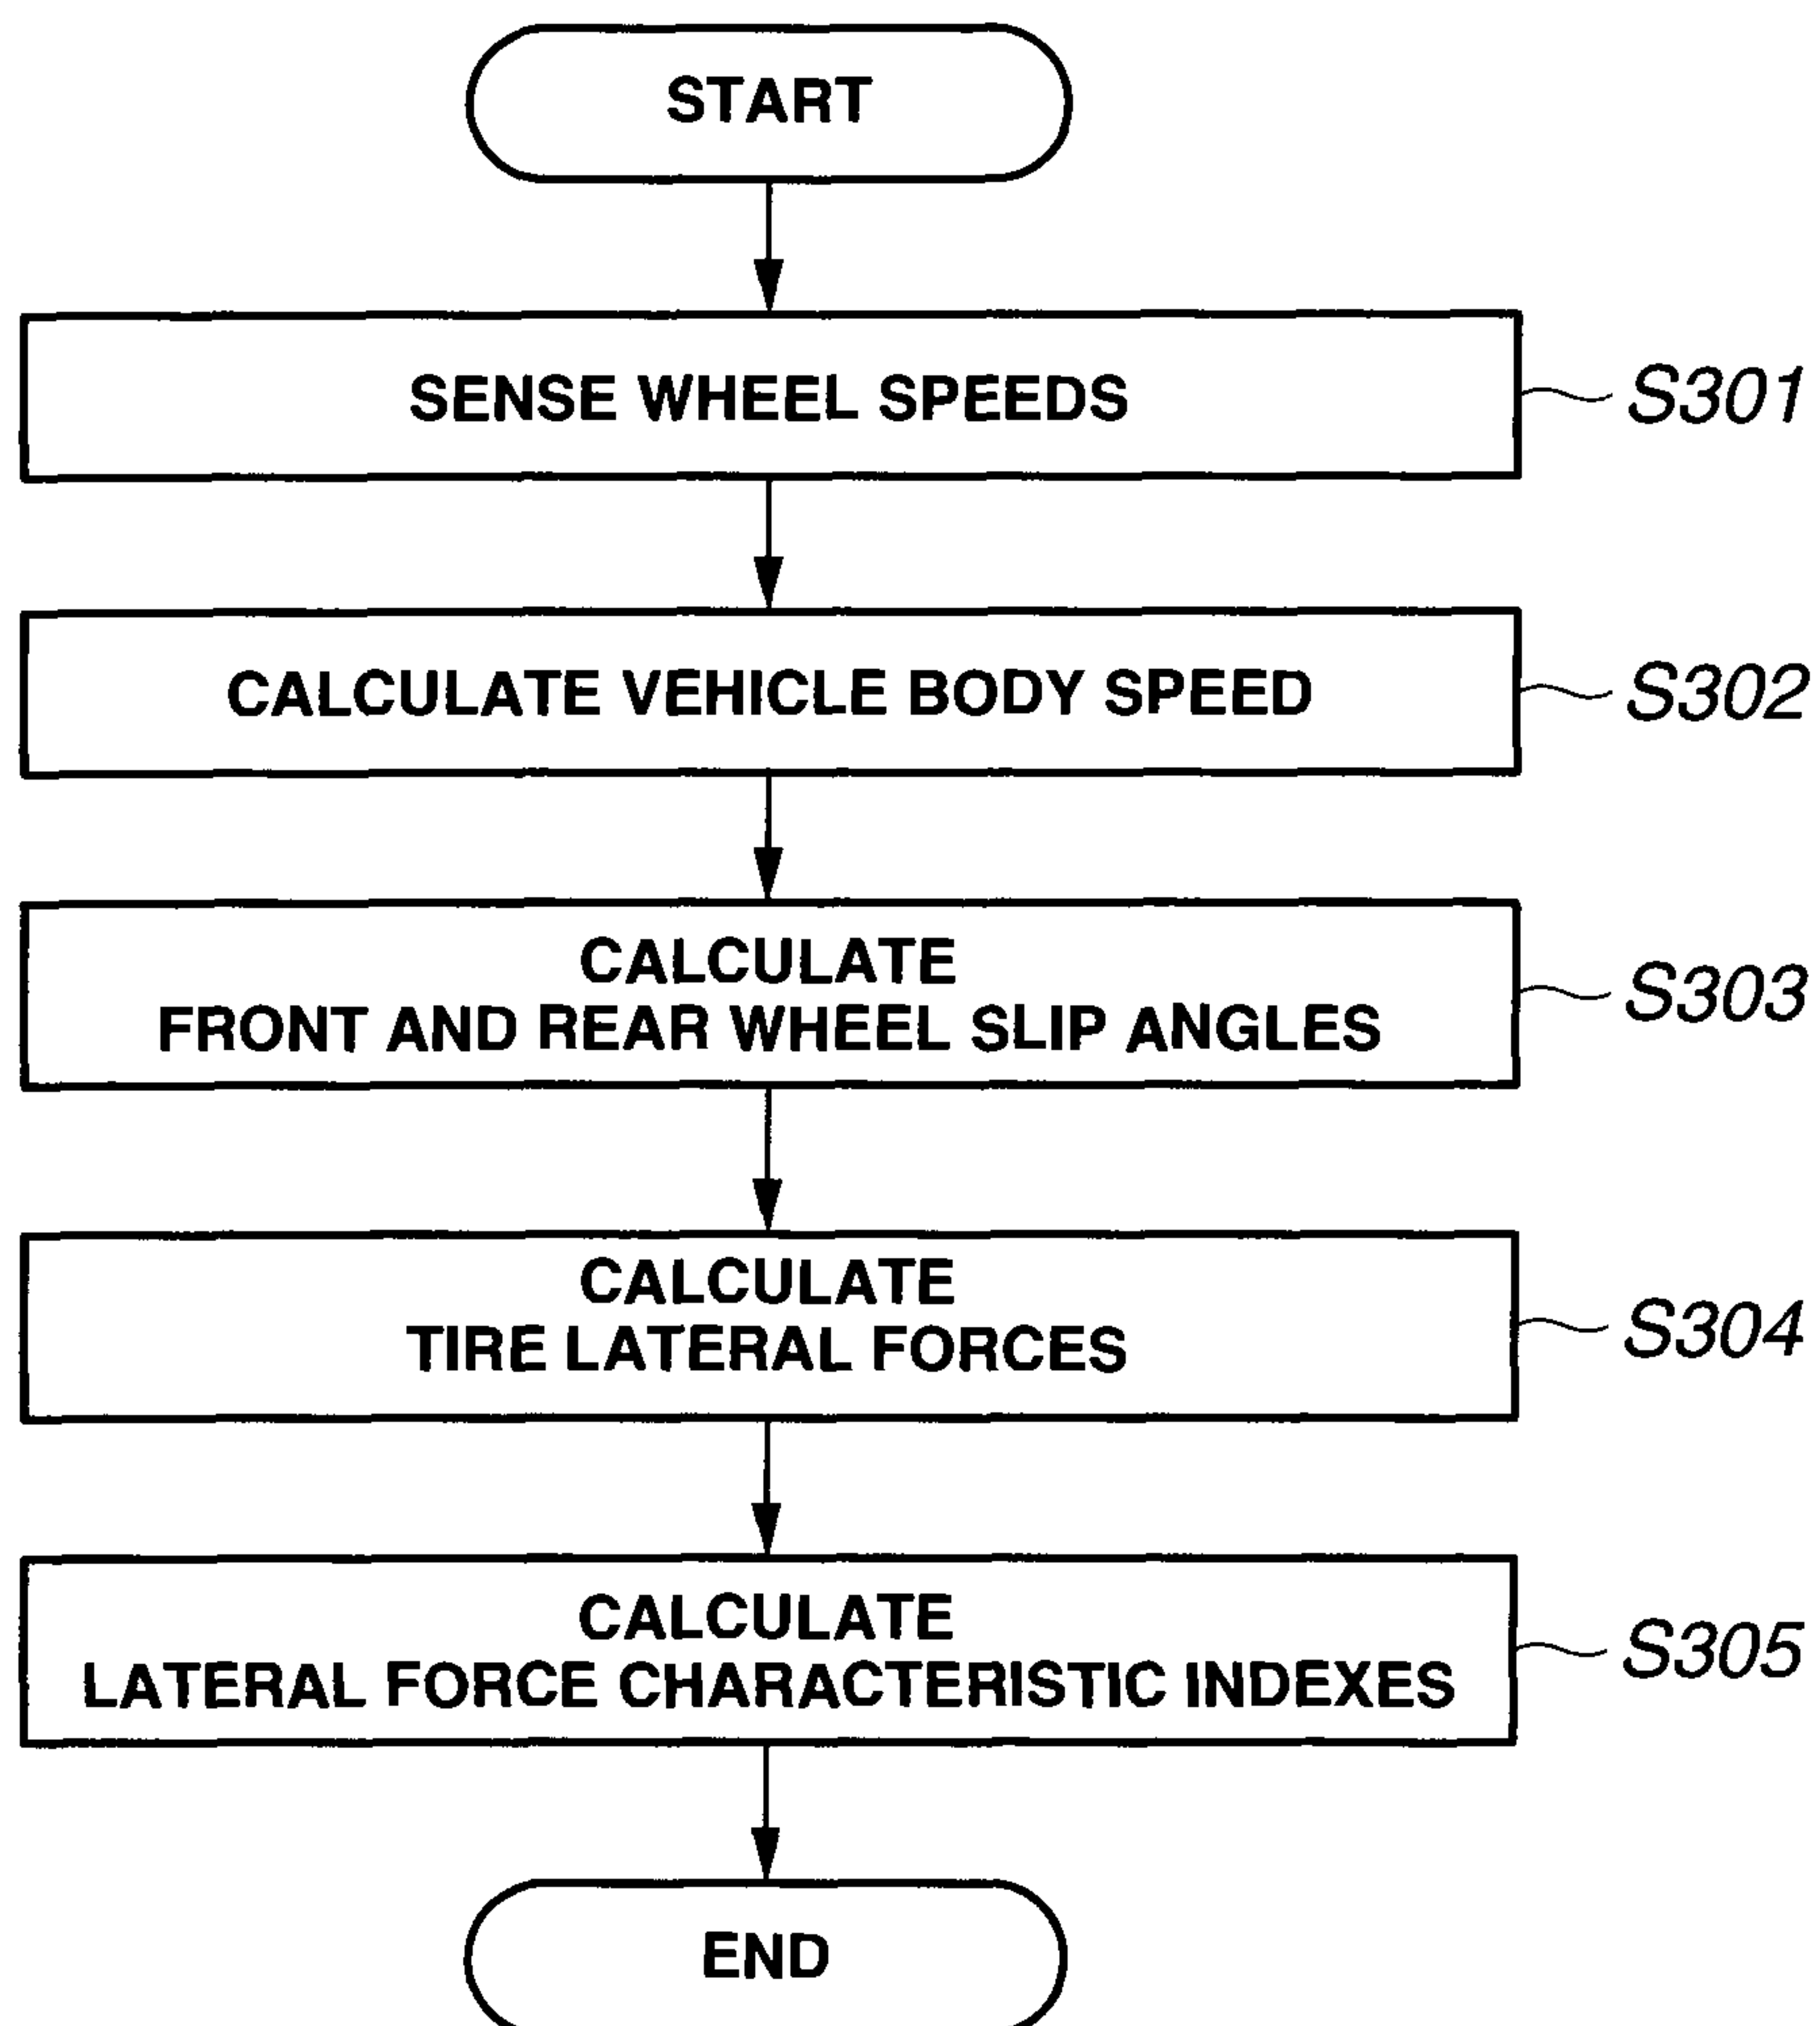 START
SENSE WHEEL SPEEDS
S301
CALCULATE VEHICLE BODY SPEED
S302
CALCULATE
FRONT AND REAR WHEEL SLIP ANGLES
S303
CALCULATE
TIRE LATERAL FORCES
S304
CALCULATE
LATERAL FORCE CHARACTERISTIC INDEXES
S305
END